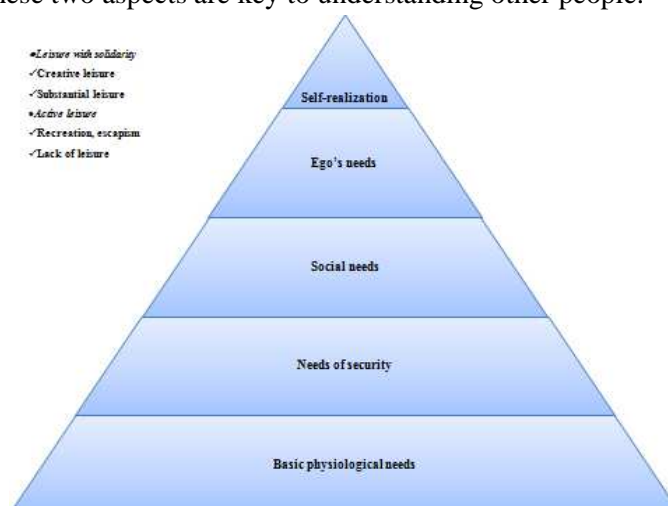 hese two aspects are key to understanding other people.
•Leisure with solidarity
✓Creative leisure
✓Substantial leisure
•Active leisure
✓Recreation, escapism
✓Lack of leisure
Self-realization
Ego's needs
Social needs
Needs of security
Basic physiological needs